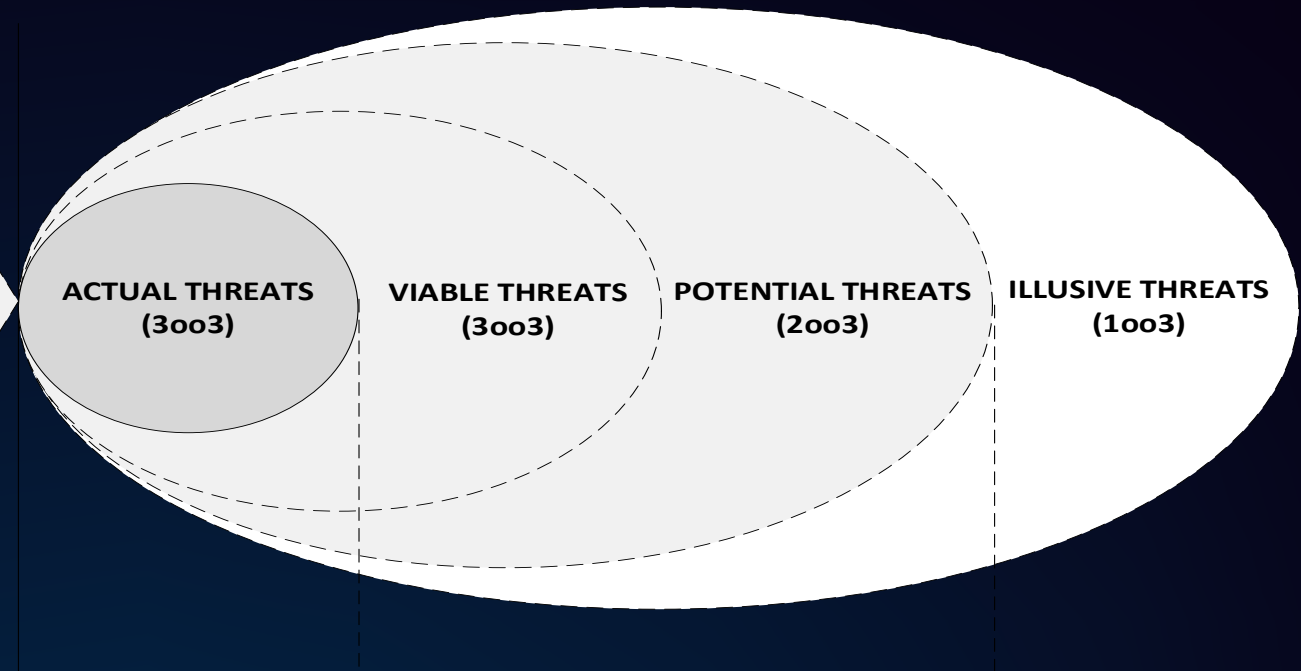 ACTUAL THREATS
(3oo3)
VIABLE THREATS
(3oo3)
POTENTIAL THREATS
(2oo3)
ILLUSIVE THREATS
(1oo3)